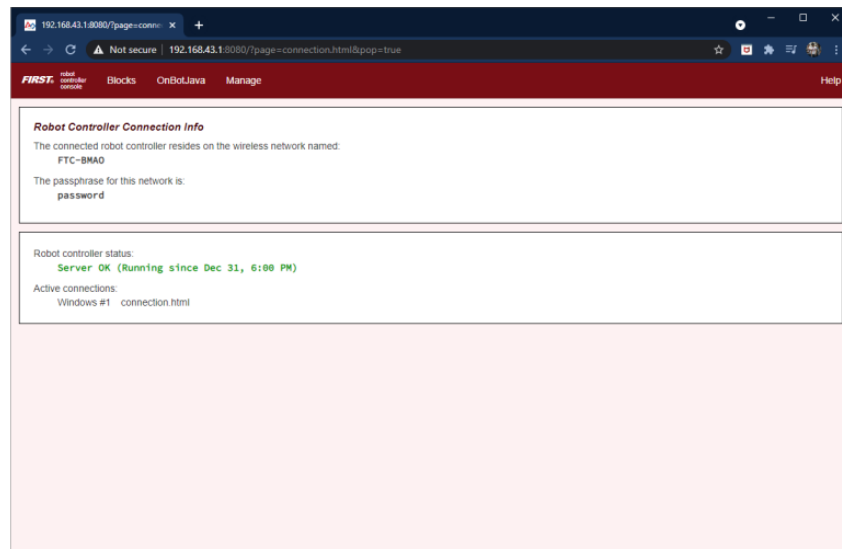 192.168.43.1:8080/?page=conne
Not secure | 192.168.43.1:8080/?page=connection.html&pop=true
FIRST. robot controller console Blocks OnBotJava Manage Help
Robot Controller Connection Info
The connected robot controller resides on the wireless network named:
FTC-BMAO
The passphrase for this network is:
password
Robot controller status:
Server OK (Running since Dec 31, 6:00 PM)
Active connections:
Windows #1 connection.html